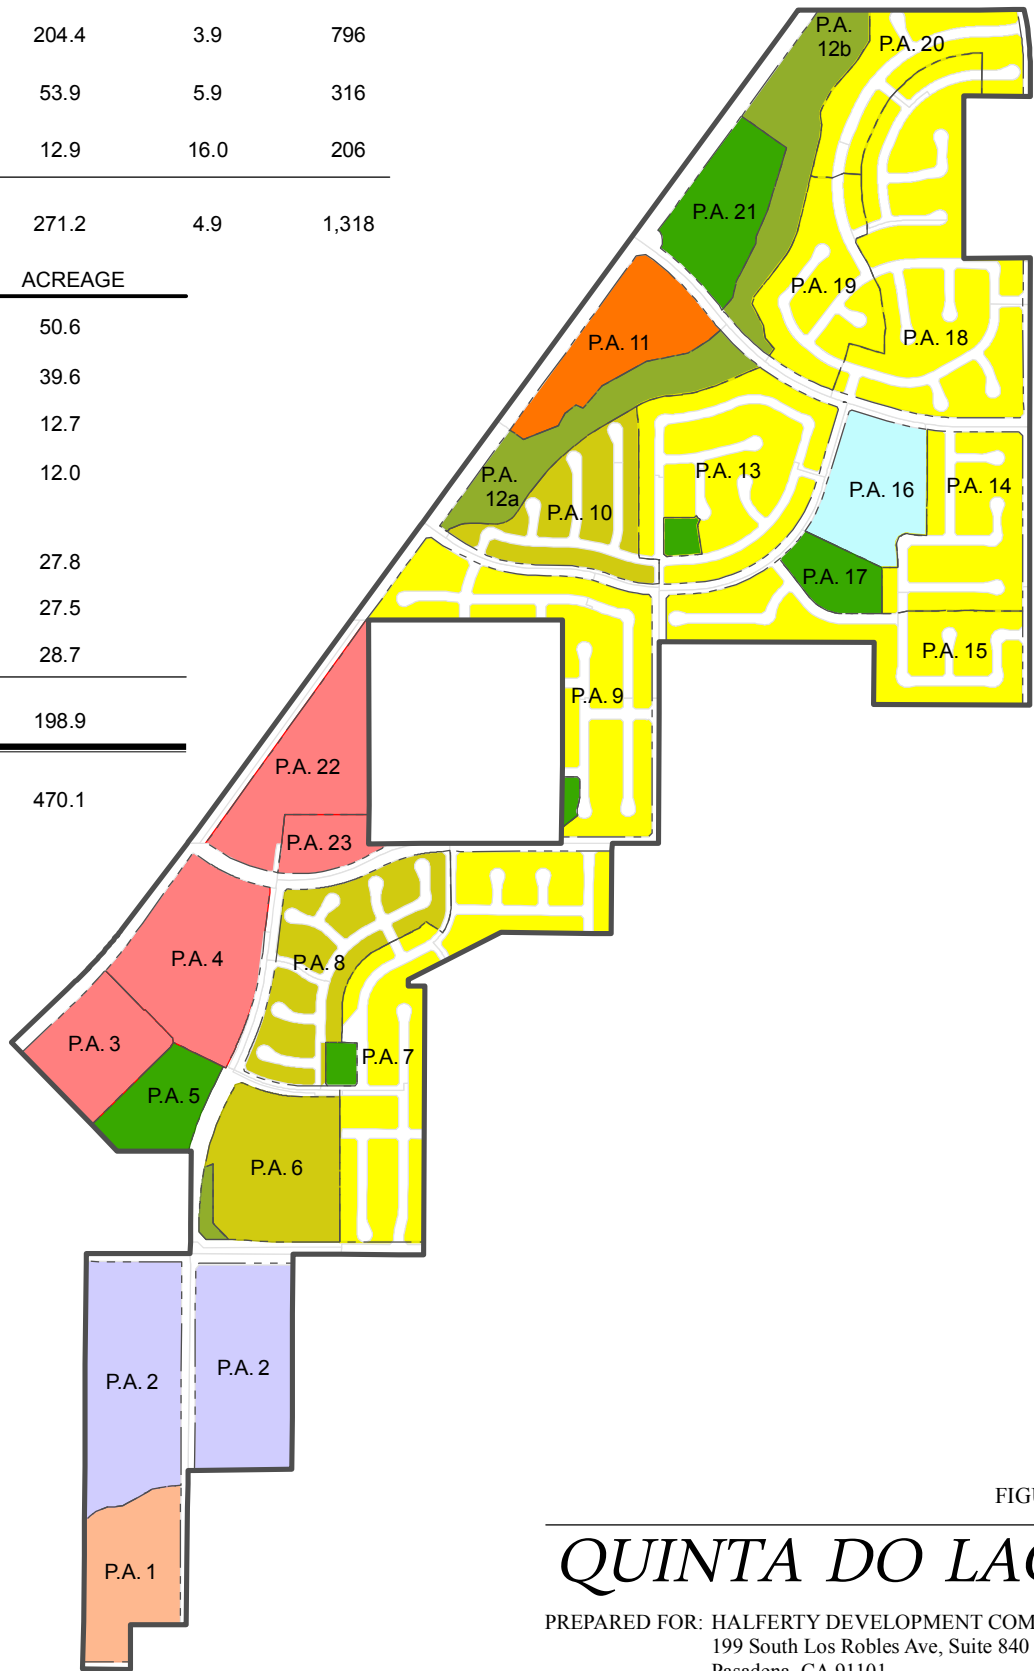 204.4 3.9 796
53.9 5.9 316
12.9 16.0 206
271.2 4.9 1,318
ACREAGE
50.6
39.6
12.7
12.0
27.8
27.5
28.7
198.9
470.1
P.A.
12b
P.A. 20
P.A. 21
P.A. 19
P.A. 11
P.A. 18
P.A.
12a
P.A. 10
P.A. 13
P.A. 16
P.A. 14
P.A. 17
P.A. 15
P.A. 9
P.A. 22
P.A. 23
P.A. 4
P.A. 8
P.A. 3
P.A. 7
P.A. 5
P.A. 6
P.A. 2
P.A. 2
P.A. 1
FIGU
QUINTA DO LA
PREPARED FOR: HALFERTY DEVELOPMENT COM
199 South Los Robles Ave, Suite 840
Pasadena, CA 91101